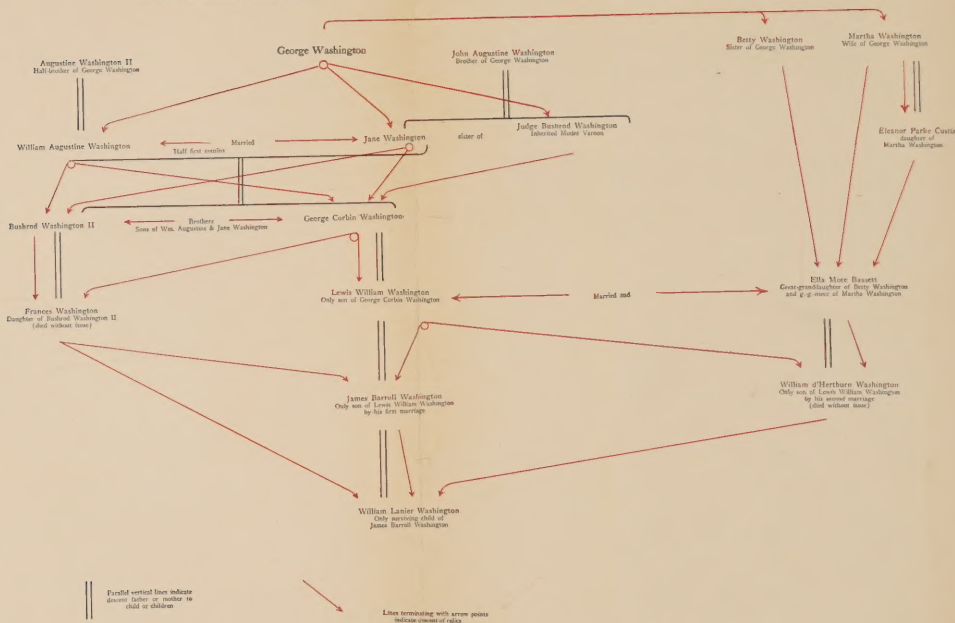 George Washington
Betty Washington
Sister of George Washington
Martha Washington
Wife of George Washington
Augustine Washington II
Half-brother of George Washington
John Augustine Washington
Brother of George Washington
William Augustine Washington
Married
Half first cousins
Jane Washington
sister of
Judge Bushrod Washington
Inherited Mount Vernon
Eleanor Parke Custis
daughter of
Martha Washington
Bushrod Washington II
Brothers
Sons of Wm. Augustine & Jane Washington
George Corbin Washington
Frances Washington
Daughter of Bushrod Washington II
(died without issue)
Lewis William Washington
Only son of George Corbin Washington
Married 2nd
Ella More Bassett
Great-granddaughter of Betty Washington
and g.-g.-niece of Martha Washington
James Barroll Washington
Only son of Lewis William Washington
by his first marriage
William d'Hertburn Washington
Only son of Lewis William Washington
by his second marriage
(died without issue)
William Lanier Washington
Only surviving child of
James Barroll Washington
Parallel vertical lines indicate
descent father or mother to
child or children
Lines terminating with arrow points
indicate descent of relics